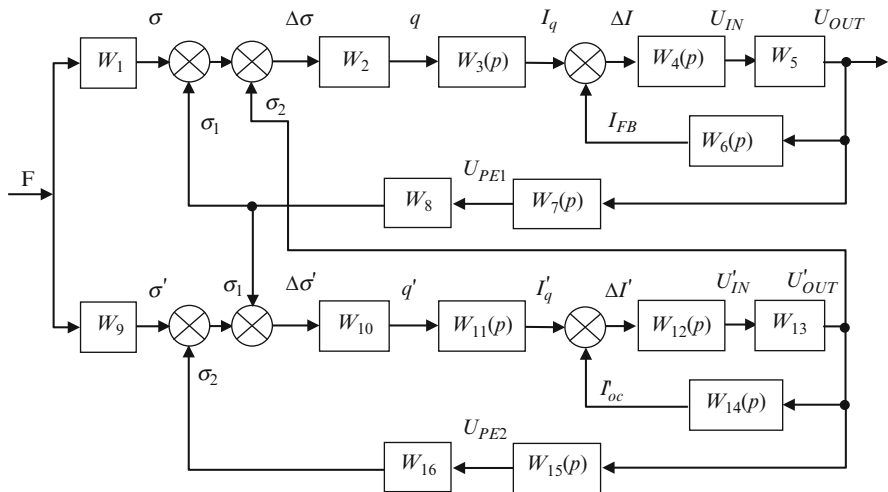 σ Δσ q I_q ΔI U_IN U_OUT
W_1 W_2 W_3(p) W_4(p) W_5
σ_1 σ_2 I_FB W_6(p)
F U_PE1
W_8 W_7(p)
σ' σ_1 Δσ' q' I'_q ΔI' U'_IN U'_OUT
W_9 W_10 W_11(p) W_12(p) W_13
σ_2 I'_oc W_14(p)
U_PE2
W_16 W_15(p)